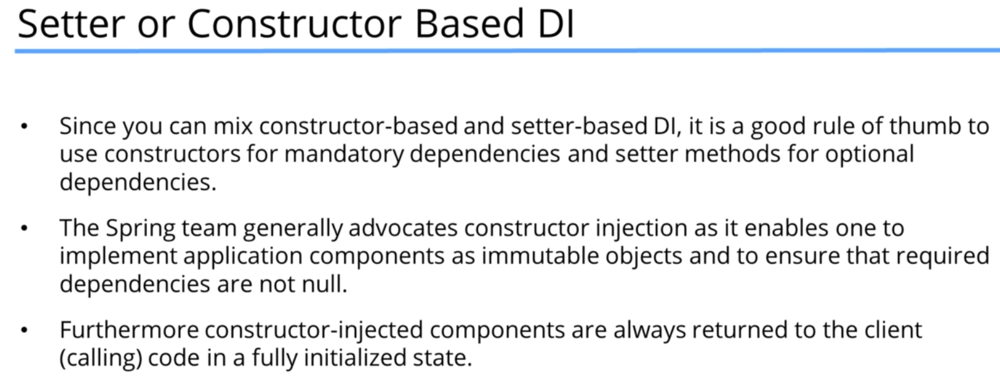 Setter or Constructor Based DI
• Since you can mix constructor-based and setter-based DI, it is a good rule of thumb to
use constructors for mandatory dependencies and setter methods for optional
dependencies.
• The Spring team generally advocates constructor injection as it enables one to
implement application components as immutable objects and to ensure that required
dependencies are not null.
• Furthermore constructor-injected components are always returned to the client
(calling) code in a fully initialized state.